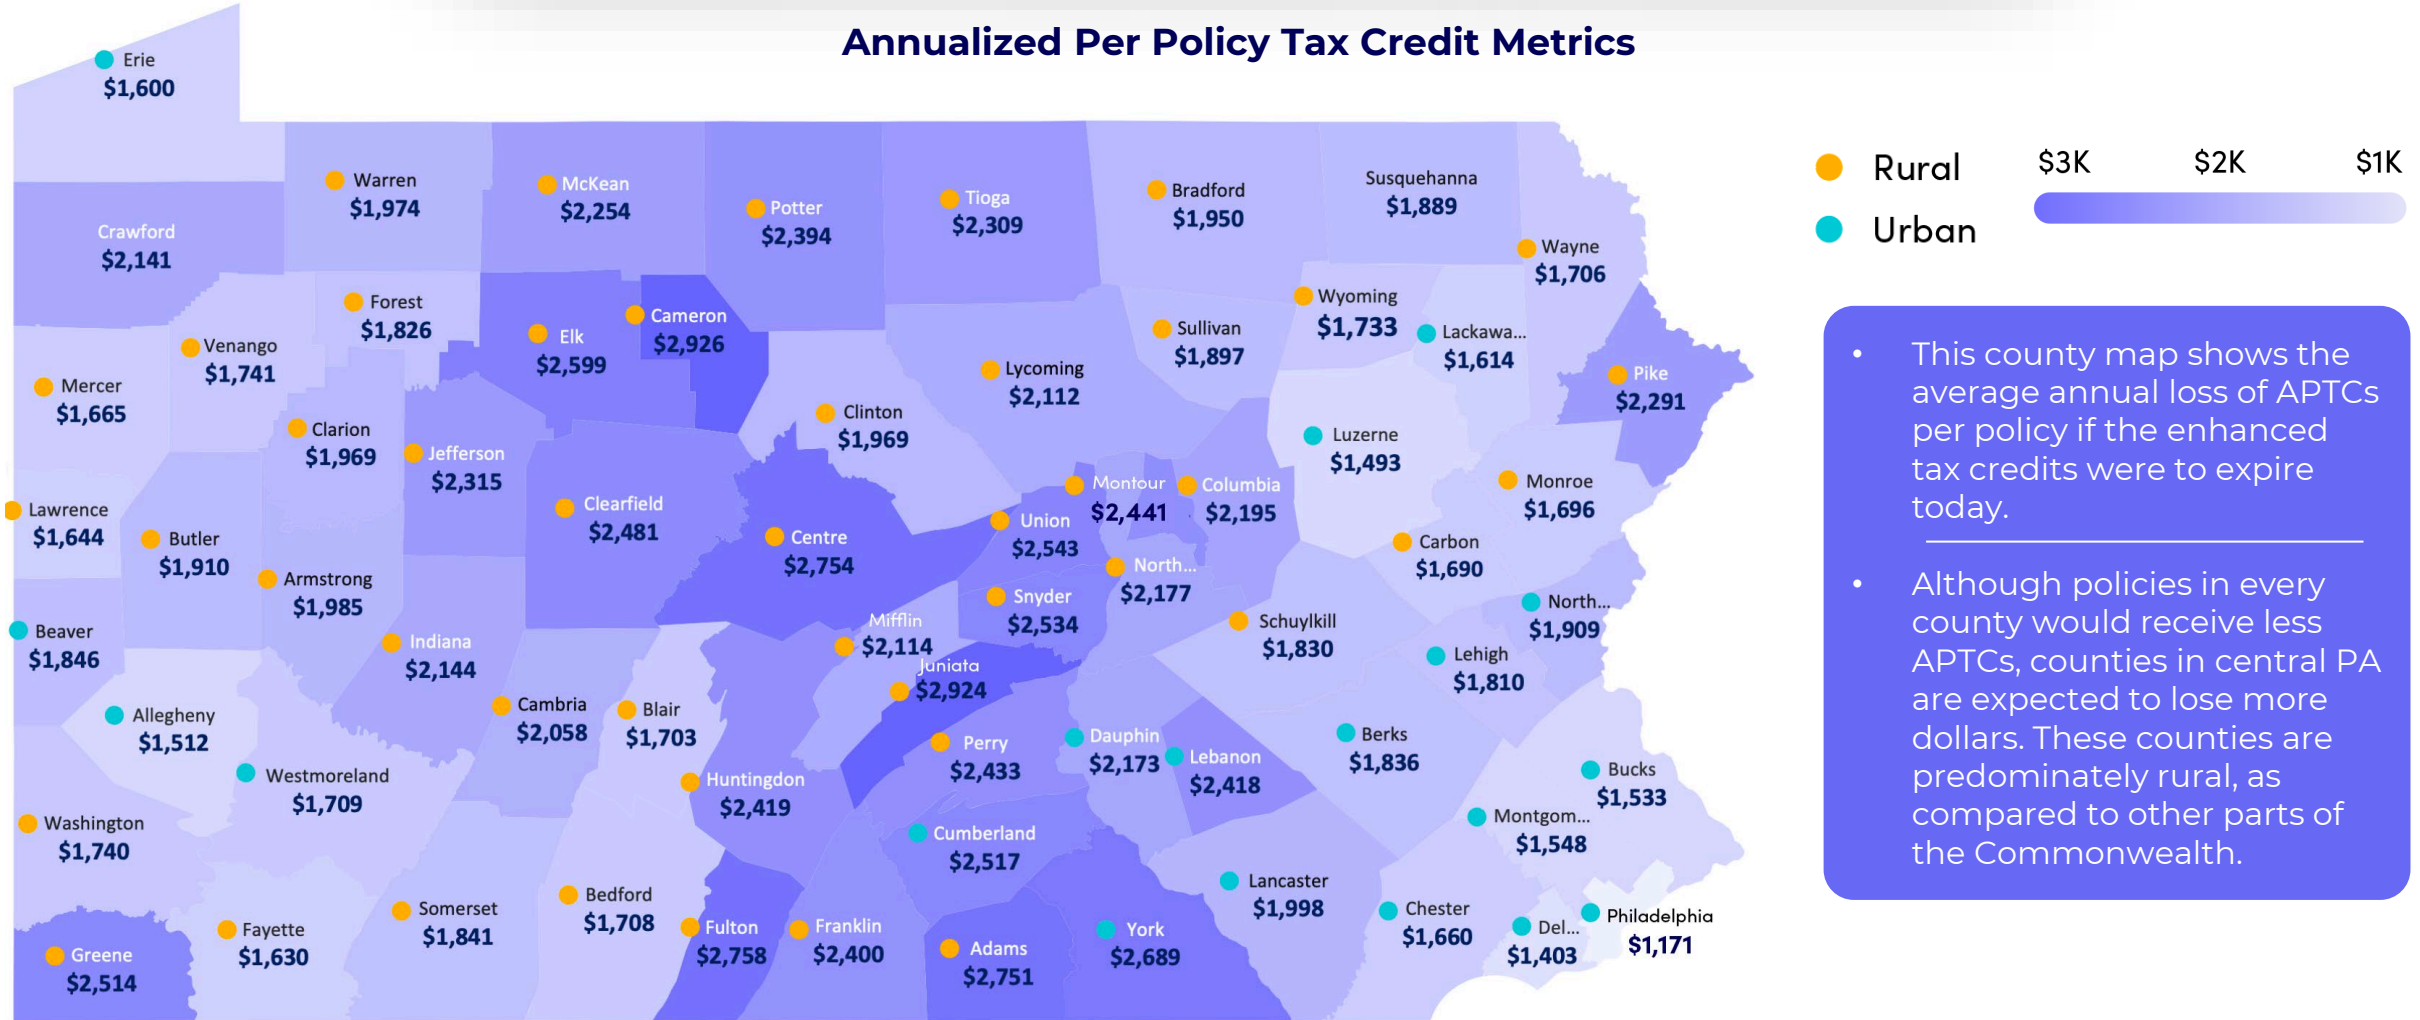 Annualized Per Policy Tax Credit Metrics
Erie
$1,600
Warren
$1,974
McKean
$2,254
Potter
$2,394
Tioga
$2,309
Bradford
$1,950
Susquehanna
$1,889
Wayne
$1,706
Crawford
$2,141
Forest
$1,826
Venango
$1,741
Mercer
$1,665
Elk
$2,599
Cameron
$2,926
Sullivan
$1,897
Wyoming
$1,733
Lackawa...
$1,614
Pike
$2,291
Lycoming
$2,112
Clinton
$1,969
Clarion
$1,969
Jefferson
$2,315
Luzerne
$1,493
Monroe
$1,696
Lawrence
$1,644
Butler
$1,910
Clearfield
$2,481
Centre
$2,754
Union
$2,543
Montour
$2,441
Columbia
$2,195
Carbon
$1,690
Armstrong
$1,985
North...
$2,177
Snyder
$2,534
North...
$1,909
Beaver
$1,846
Indiana
$2,144
Mifflin
$2,114
Juniata
$2,924
Schuylkill
$1,830
Lehigh
$1,810
Allegheny
$1,512
Cambria
$2,058
Blair
$1,703
Perry
$2,433
Dauphin
$2,173
Lebanon
$2,418
Berks
$1,836
Bucks
$1,533
Westmoreland
$1,709
Huntingdon
$2,419
Washington
$1,740
Cumberland
$2,517
Montgom...
$1,548
Lancaster
$1,998
Bedford
$1,708
Somerset
$1,841
Fayette
$1,630
Greene
$2,514
Fulton
$2,758
Franklin
$2,400
Adams
$2,751
York
$2,689
Chester
$1,660
Del...
$1,403
Philadelphia
$1,171
Rural
Urban
$3K $2K $1K
• This county map shows the
average annual loss of APTCs
per policy if the enhanced
tax credits were to expire
today.
• Although policies in every
county would receive less
APTCs, counties in central PA
are expected to lose more
dollars. These counties are
predominately rural, as
compared to other parts of
the Commonwealth.